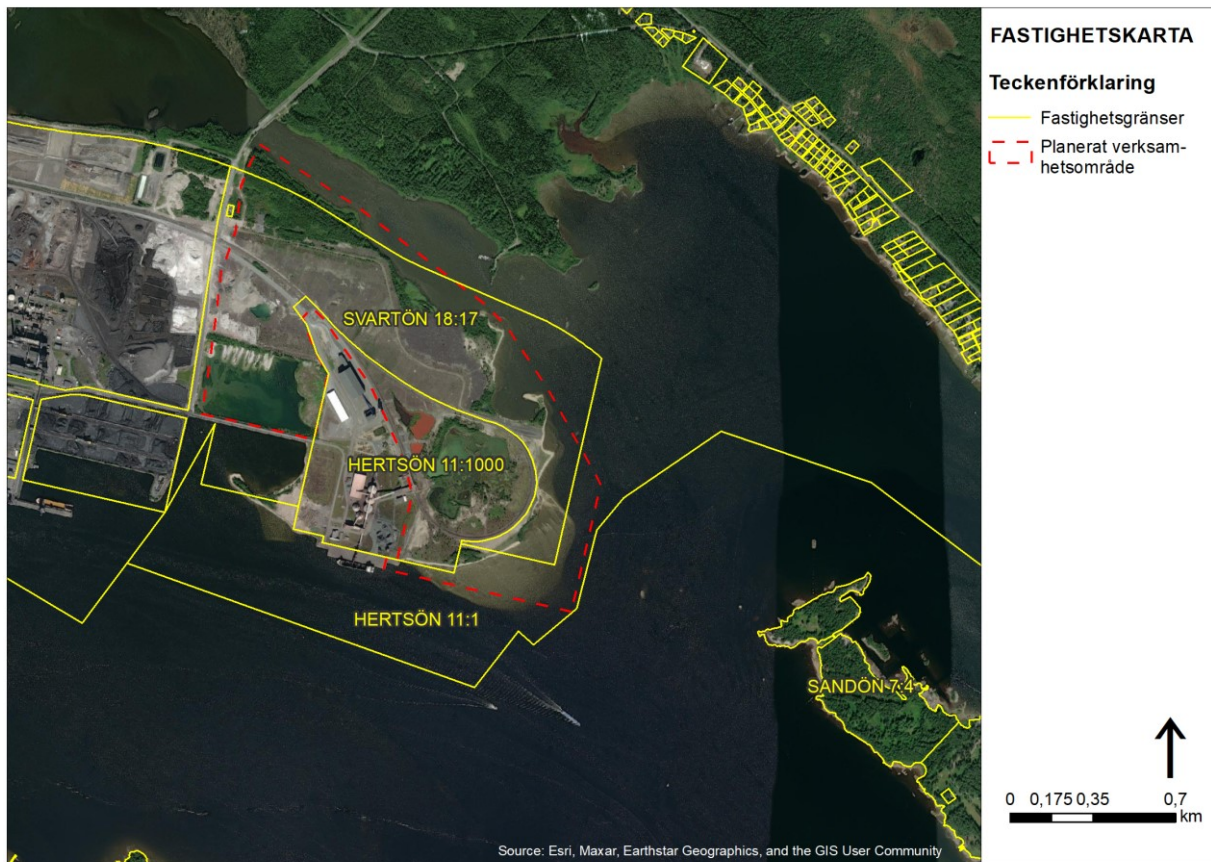 FASTIGHETSKARTA
Teckenförklaring
Fastighetsgränser
Planerat verksam-
hetsområde
SVARTÖN 18:17
HERTSÖN 11:1000
HERTSÖN 11:1
SANDÖN 7:4
0 0,175 0,35 0,7
km
Source: Esri, Maxar, Earthstar Geographics, and the GIS User Community